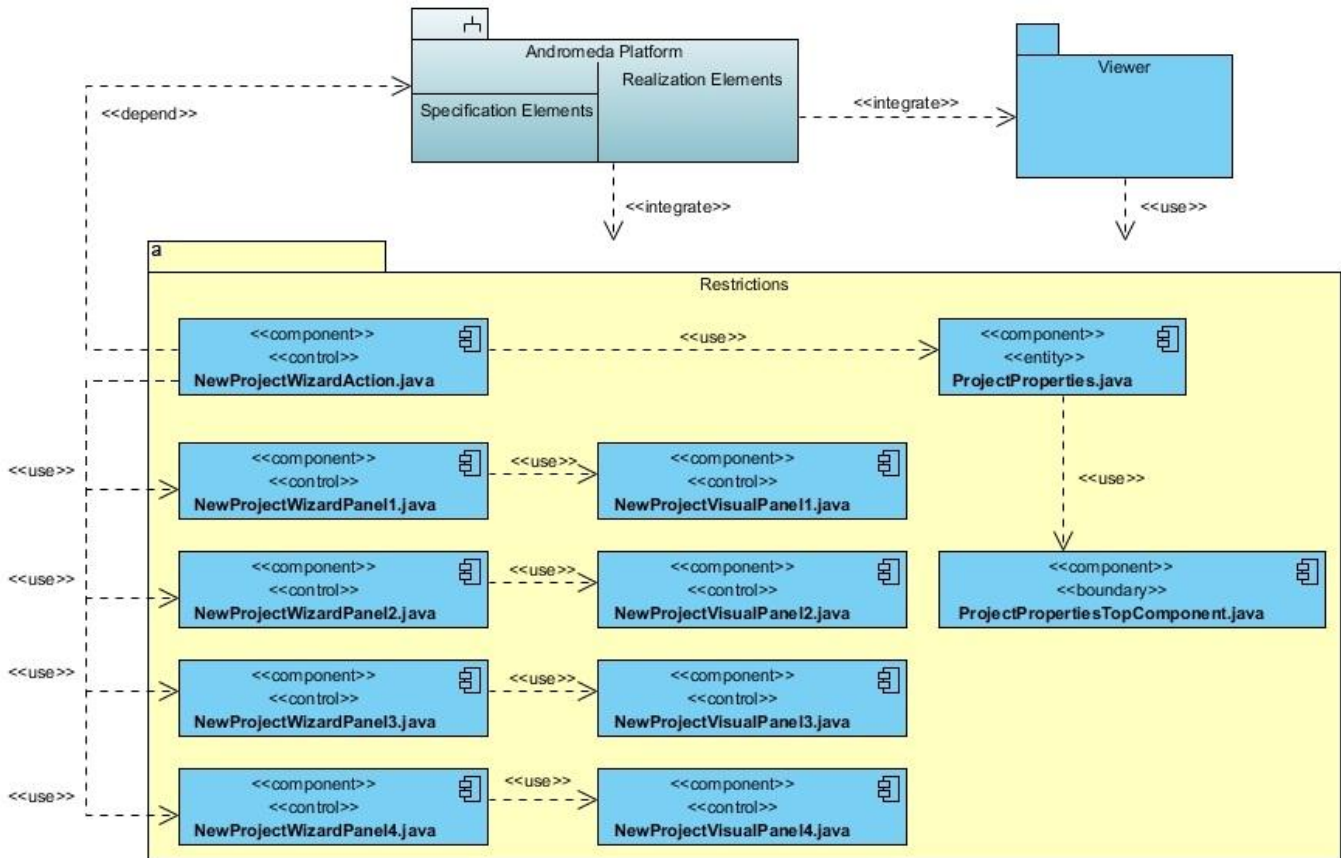 Andromeda Platform
Realization Elements
Specification Elements
Viewer
<<depend>>
<<integrate>>
<<integrate>>
<<use>>
a
Restrictions
<<component>>
<<control>>
NewProjectWizardAction.java
<<use>>
<<component>>
<<entity>>
ProjectProperties.java
<<use>>
<<component>>
<<control>>
NewProjectWizardPanel1.java
<<use>>
<<component>>
<<control>>
NewProjectVisualPanel1.java
<<use>>
<<use>>
<<component>>
<<control>>
NewProjectWizardPanel2.java
<<use>>
<<component>>
<<control>>
NewProjectVisualPanel2.java
<<component>>
<<boundary>>
ProjectPropertiesTopComponent.java
<<use>>
<<component>>
<<control>>
NewProjectWizardPanel3.java
<<use>>
<<component>>
<<control>>
NewProjectVisualPanel3.java
<<use>>
<<component>>
<<control>>
NewProjectWizardPanel4.java
<<use>>
<<component>>
<<control>>
NewProjectVisualPanel4.java